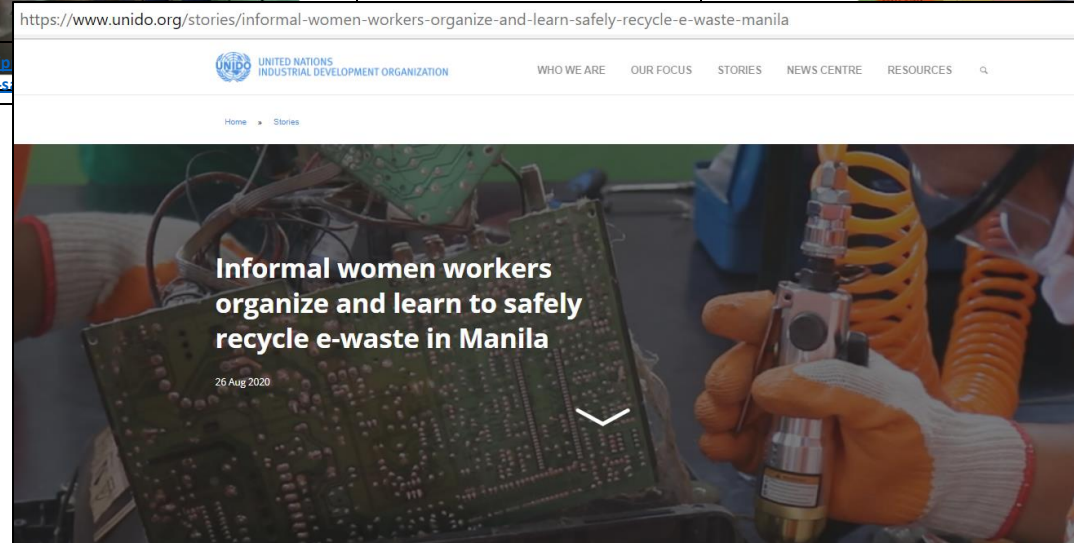 https://www.unido.org/stories/informal-women-workers-organize-and-learn-safely-recycle-e-waste-manila
UNIDO
UNITED NATIONS
INDUSTRIAL DEVELOPMENT ORGANIZATION
WHO WE ARE OUR FOCUS STORIES NEWS CENTRE RESOURCES
Home » Stories
Informal women workers
organize and learn to safely
recycle e-waste in Manila
26 Aug 2020